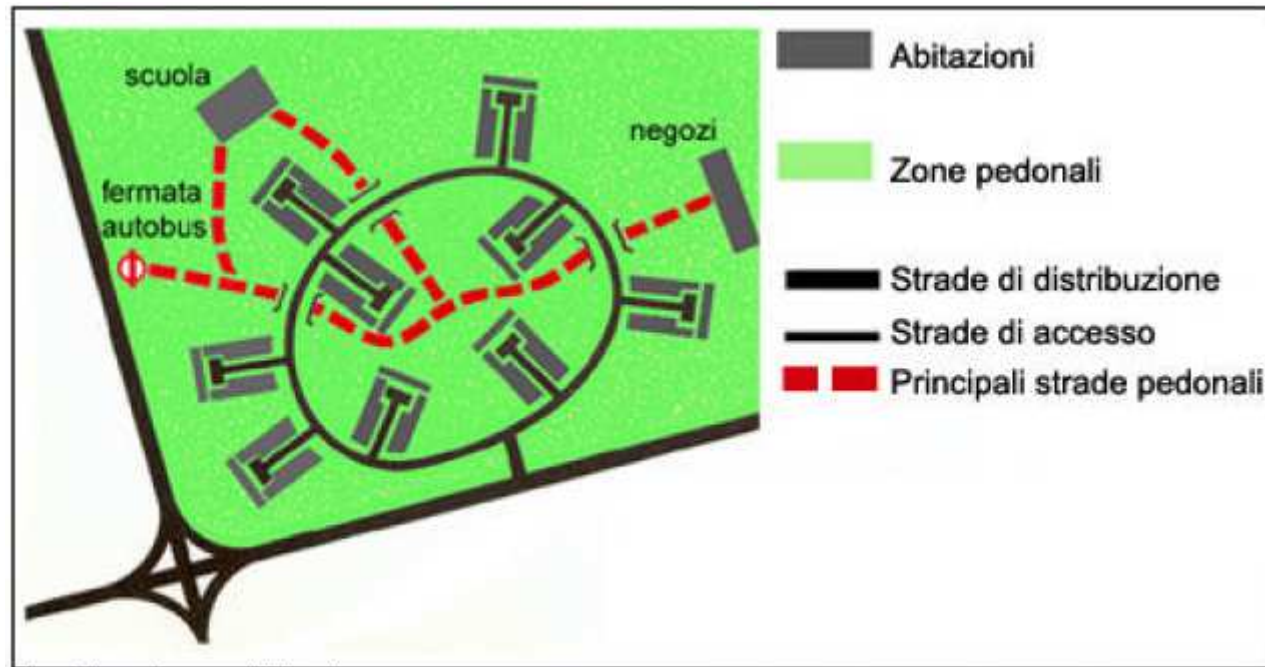 scuola
negozi
fermata
autobus
Abitazioni
Zone pedonali
Strade di distribuzione
Strade di accesso
Principali strade pedonali